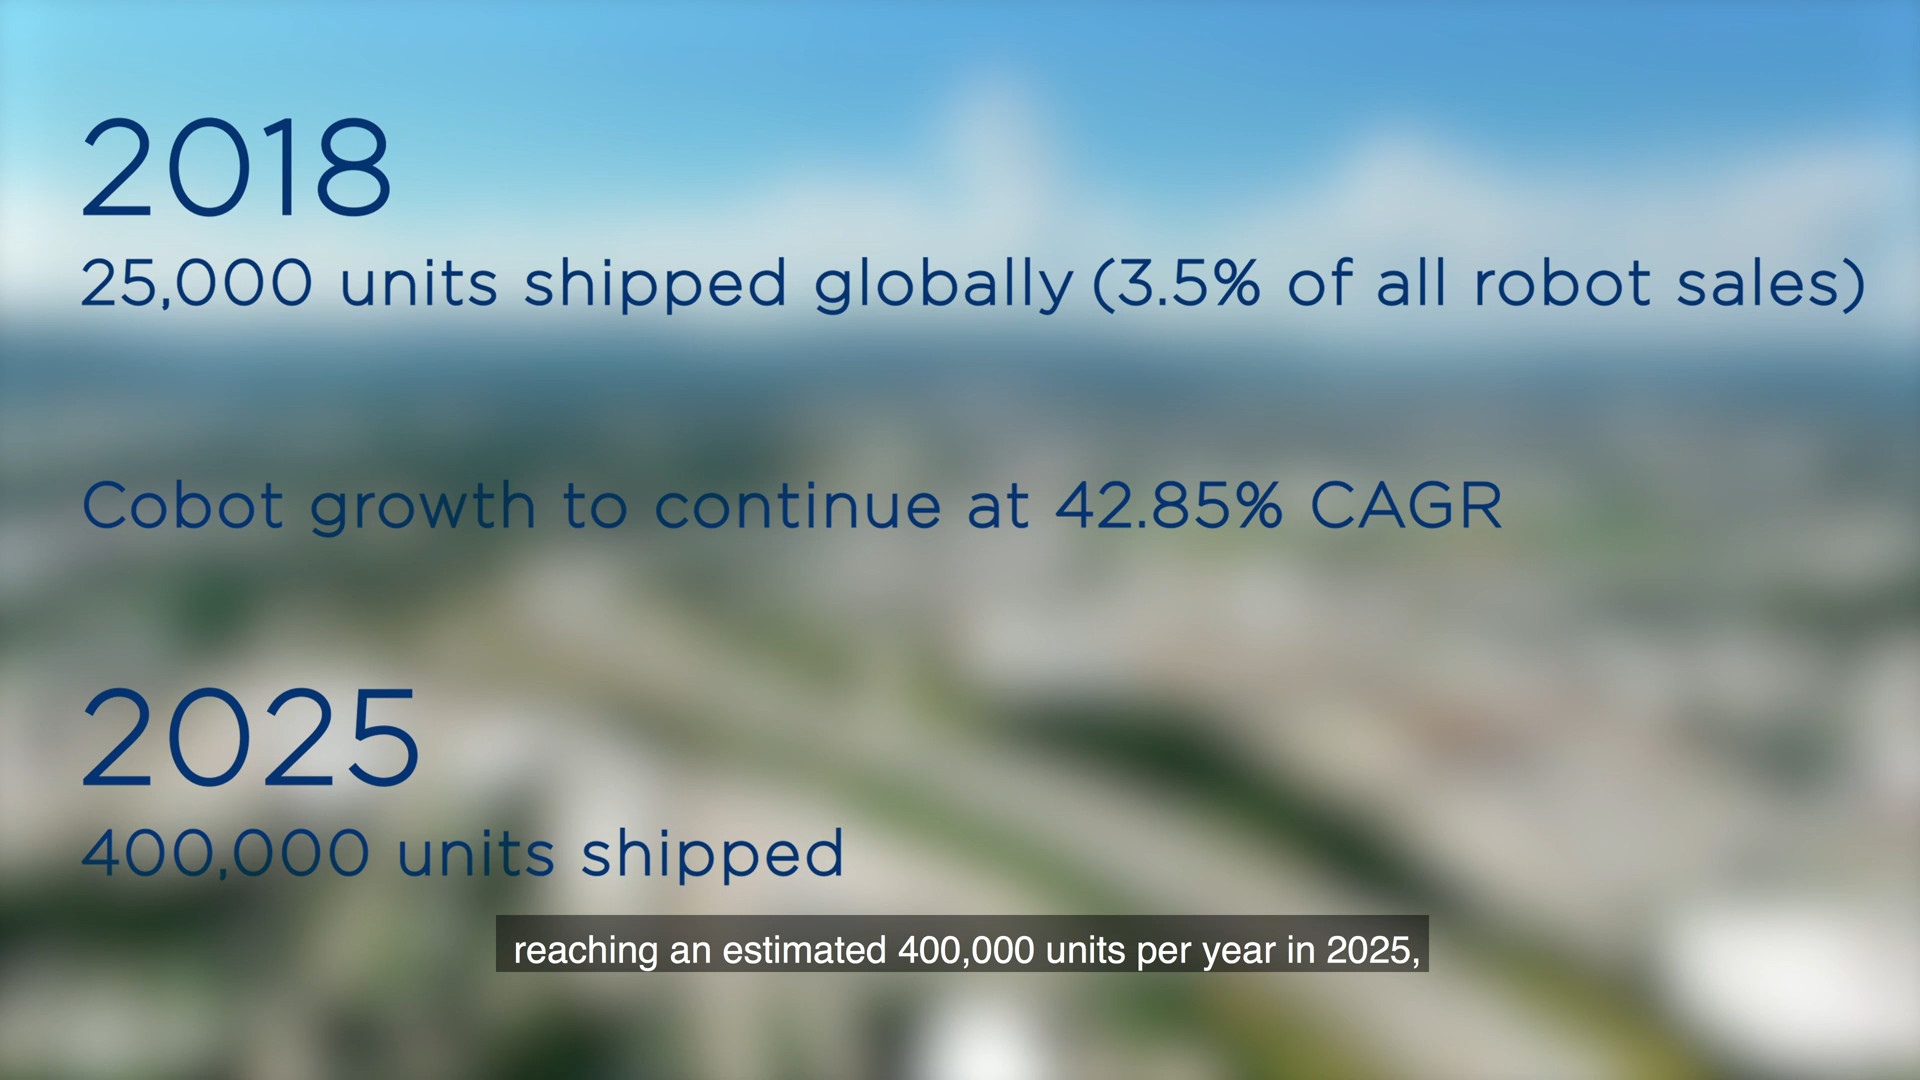 2018
25,000 units shipped globally (3.5% of all robot sales)
Cobot growth to continue at 42.85% CAGR
2025
400,000 units shipped
reaching an estimated 400,000 units per year in 2025,